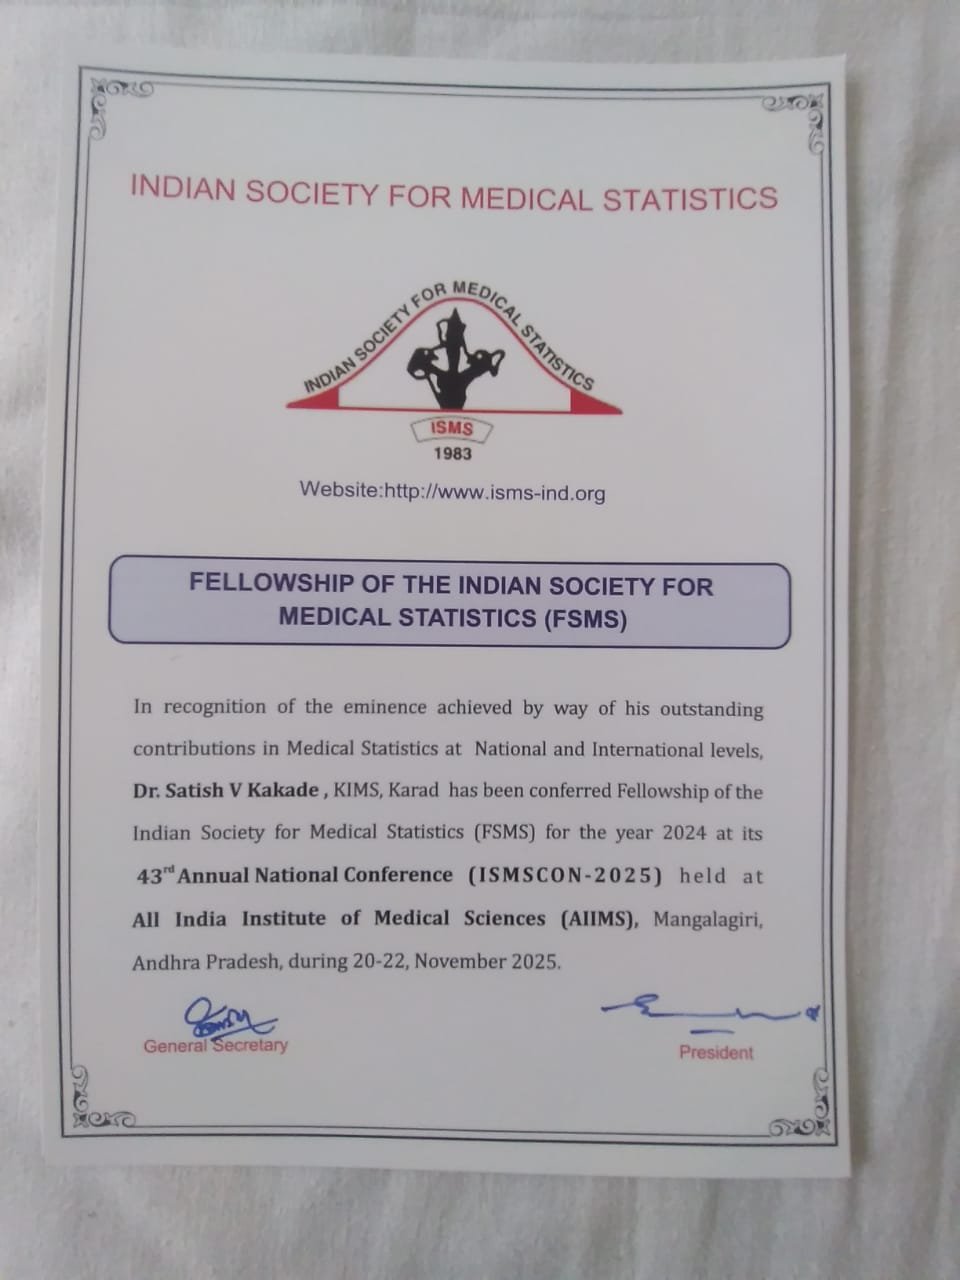 INDIAN SOCIETY FOR MEDICAL STATISTICS
INDIAN SOCIETY FOR MEDICAL STATISTICS
ISMS
1983
Website:http://www.isms-ind.org
FELLOWSHIP OF THE INDIAN SOCIETY FOR
MEDICAL STATISTICS (FSMS)
In recognition of the eminence achieved by way of his outstanding
contributions in Medical Statistics at National and International levels,
Dr. Satish V Kakade , KIMS, Karad has been conferred Fellowship of the
Indian Society for Medical Statistics (FSMS) for the year 2024 at its
43rd Annual National Conference (ISMSCON-2025) held at
All India Institute of Medical Sciences (AIIMS), Mangalagiri,
Andhra Pradesh, during 20-22, November 2025.
General Secretary
President